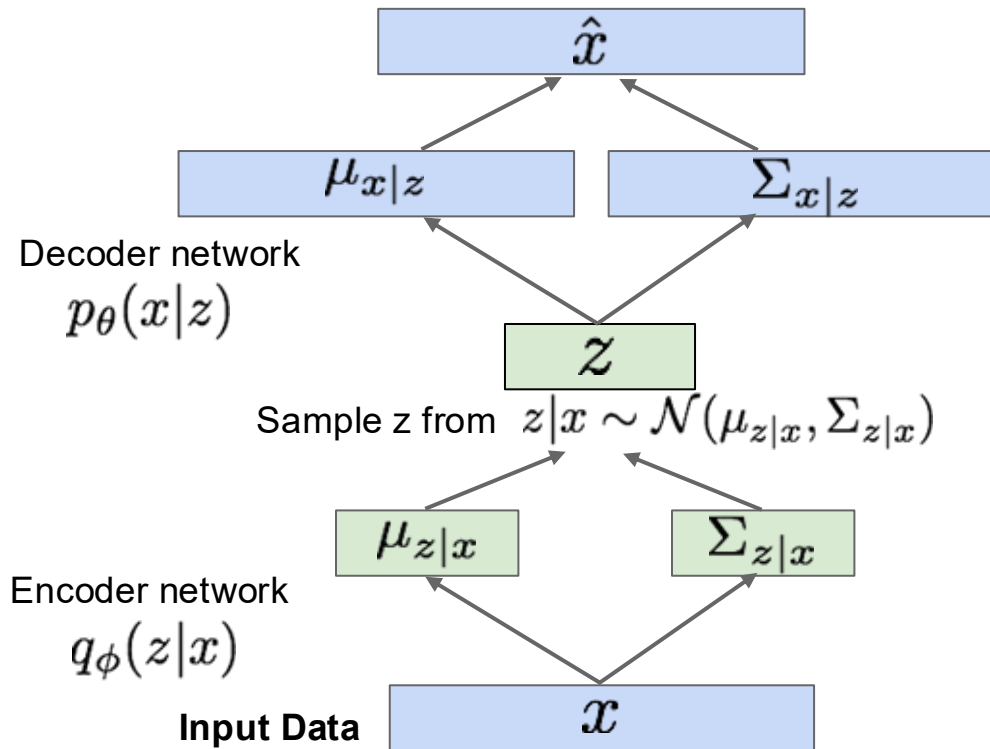 x̂
μ_{x|z} Σ_{x|z}
Decoder network
p_θ(x|z)
z
Sample z from z|x ∼ 𝒩(μ_{z|x}, Σ_{z|x})
μ_{z|x} Σ_{z|x}
Encoder network
q_ϕ(z|x)
Input Data x